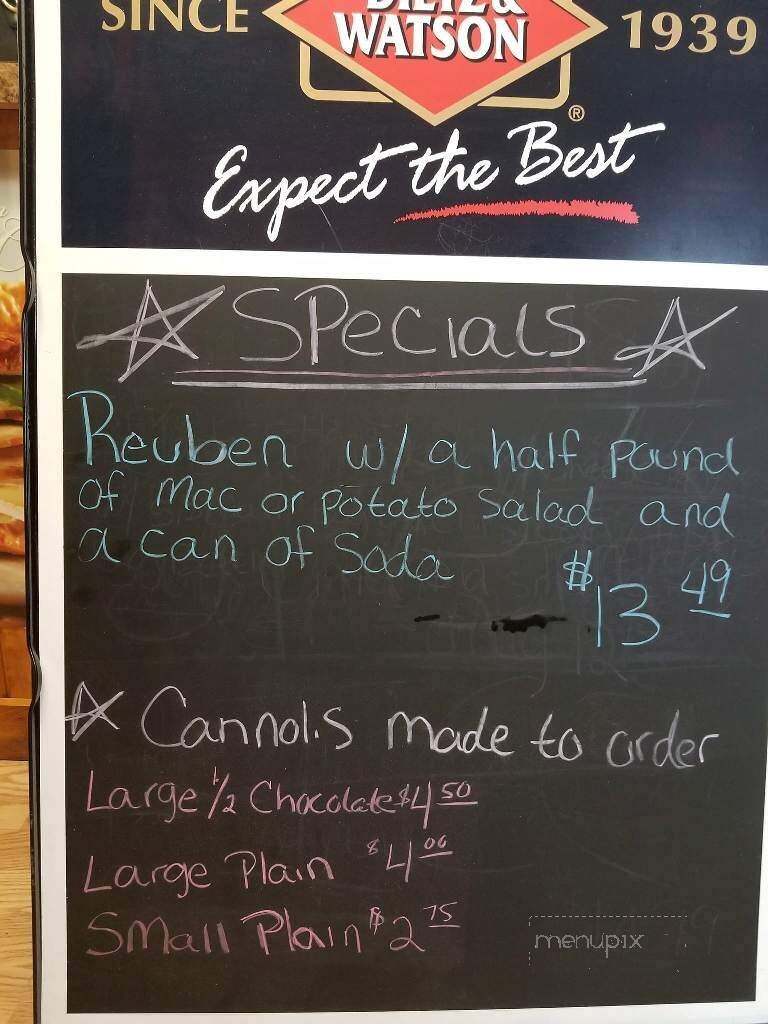 SINCE DIETZ& 1939
WATSON
®
Expect the Best
SPecials
Reuben w/ a half pound
of mac or potato salad and
a can of Soda
$13 49
Cannolis made to order
Large 1/2 Chocolate $4 50
Large Plain $4 00
Small Plain $2 75
menupix